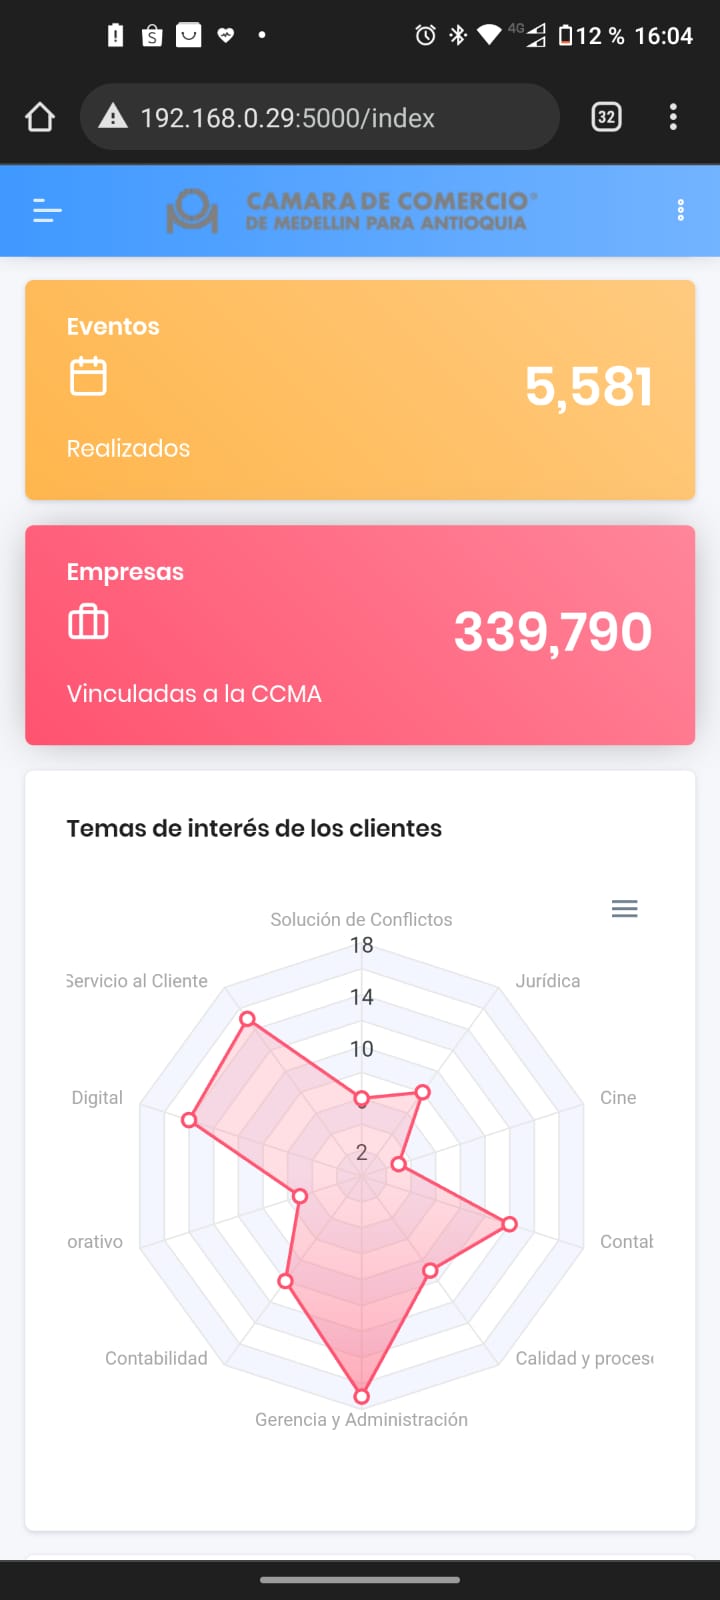 12 % 16:04
192.168.0.29:5000/index
32
CAMARA DE COMERCIO®
DE MEDELLIN PARA ANTIOQUIA
Eventos
5,581
Realizados
Empresas
339,790
Vinculadas a la CCMA
Temas de interés de los clientes
Solución de Conflictos
18
Servicio al Cliente
Jurídica
14
10
Digital
Cine
2
orativo
Contab
Contabilidad
Calidad y proces
Gerencia y Administración